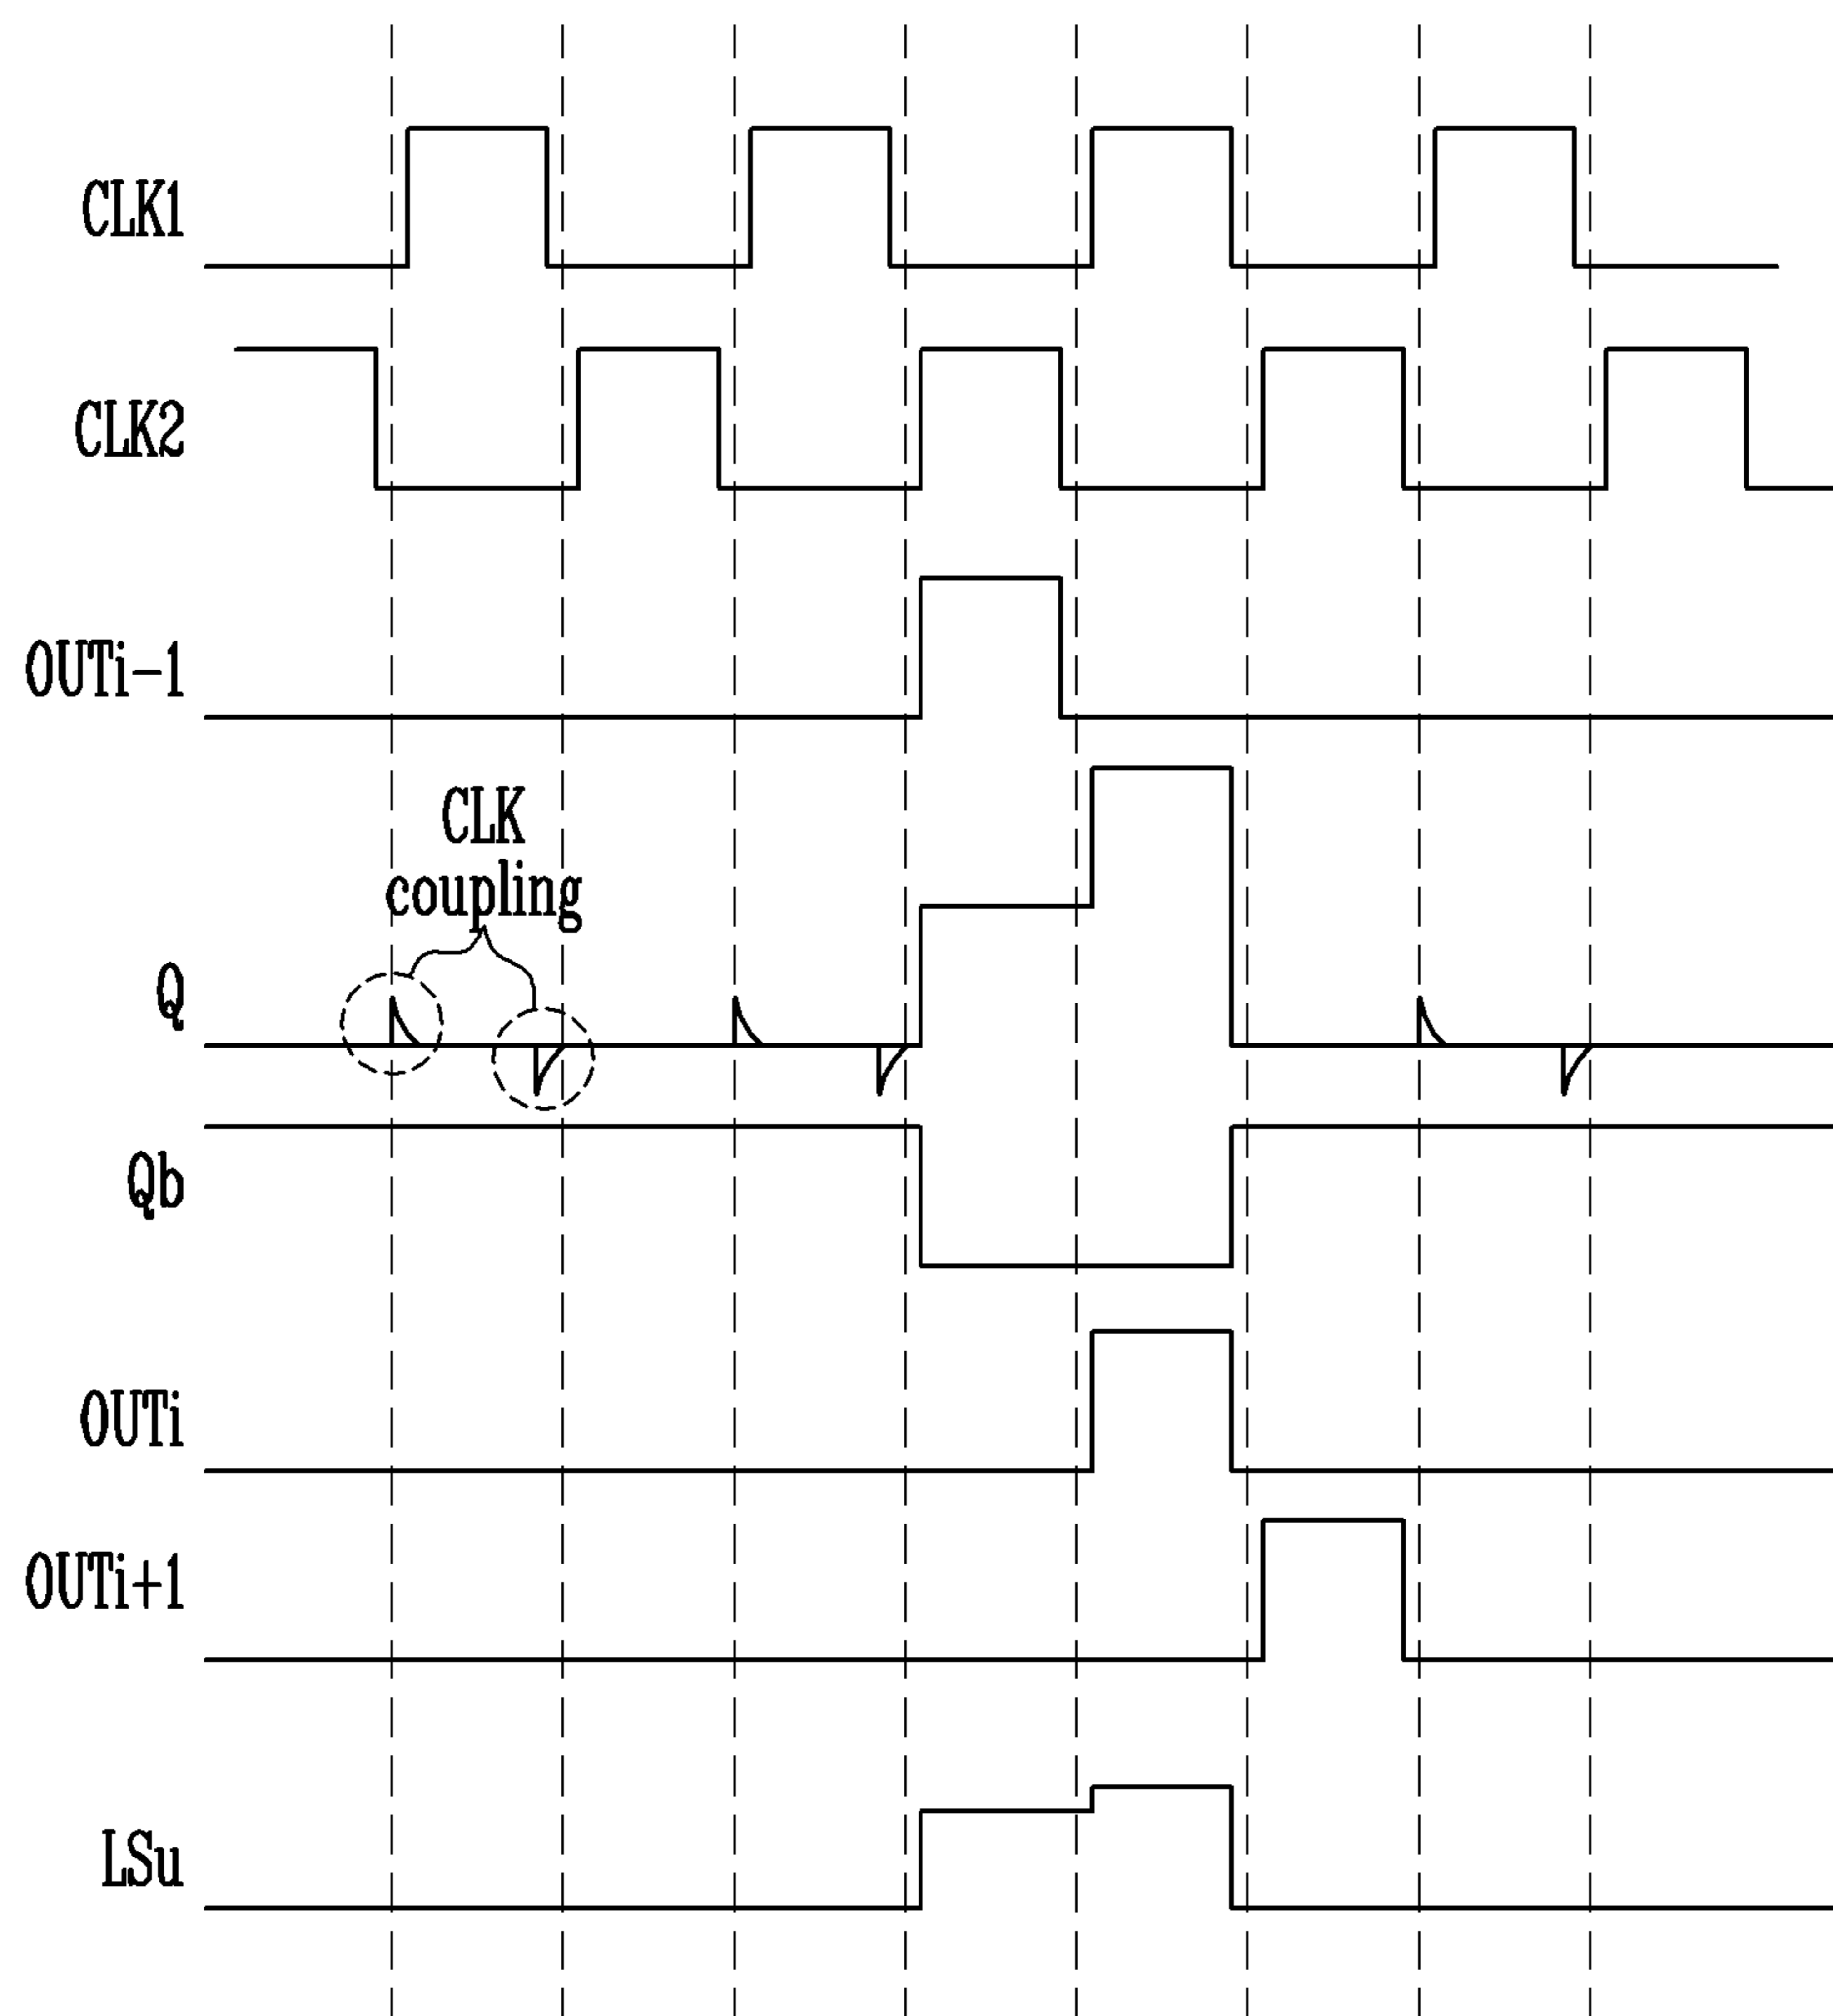 CLK1
CLK2
OUTi-1
CLK
coupling
Q
Qb
OUTi
OUTi+1
LSu